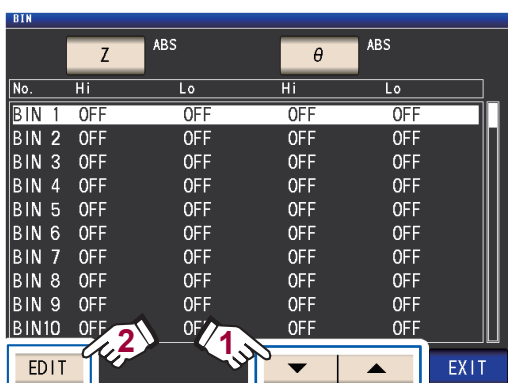 BIN
Z ABS θ ABS
No. Hi Lo Hi Lo
BIN 1 OFF OFF OFF OFF
BIN 2 OFF OFF OFF OFF
BIN 3 OFF OFF OFF OFF
BIN 4 OFF OFF OFF OFF
BIN 5 OFF OFF OFF OFF
BIN 6 OFF OFF OFF OFF
BIN 7 OFF OFF OFF OFF
BIN 8 OFF OFF OFF OFF
BIN 9 OFF OFF OFF OFF
BIN10 OFF OFF OFF OFF
2 1
EDIT ▼ ▲ EXIT